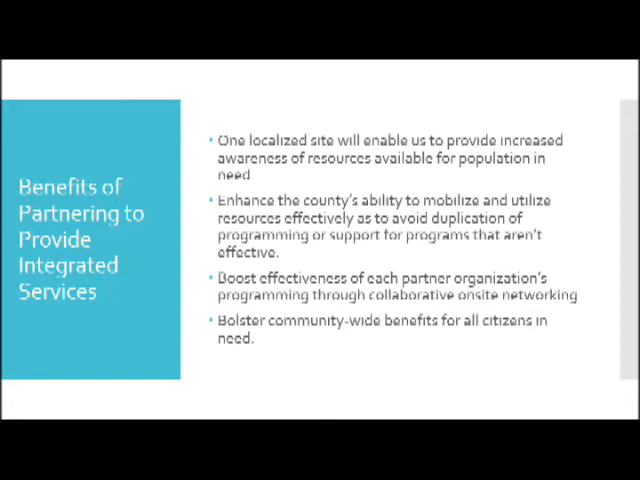 Benefits of
Partnering to
Provide
Integrated
Services
• One localized site will enable us to provide increased
awareness of resources available for population in
need.
• Enhance the county's ability to mobilize and utilize
resources effectively as to avoid duplication of
programming or support for programs that aren't
effective.
• Boost effectiveness of each partner organization's
programming through collaborative onsite networking
• Bolster community-wide benefits for all citizens in
need.